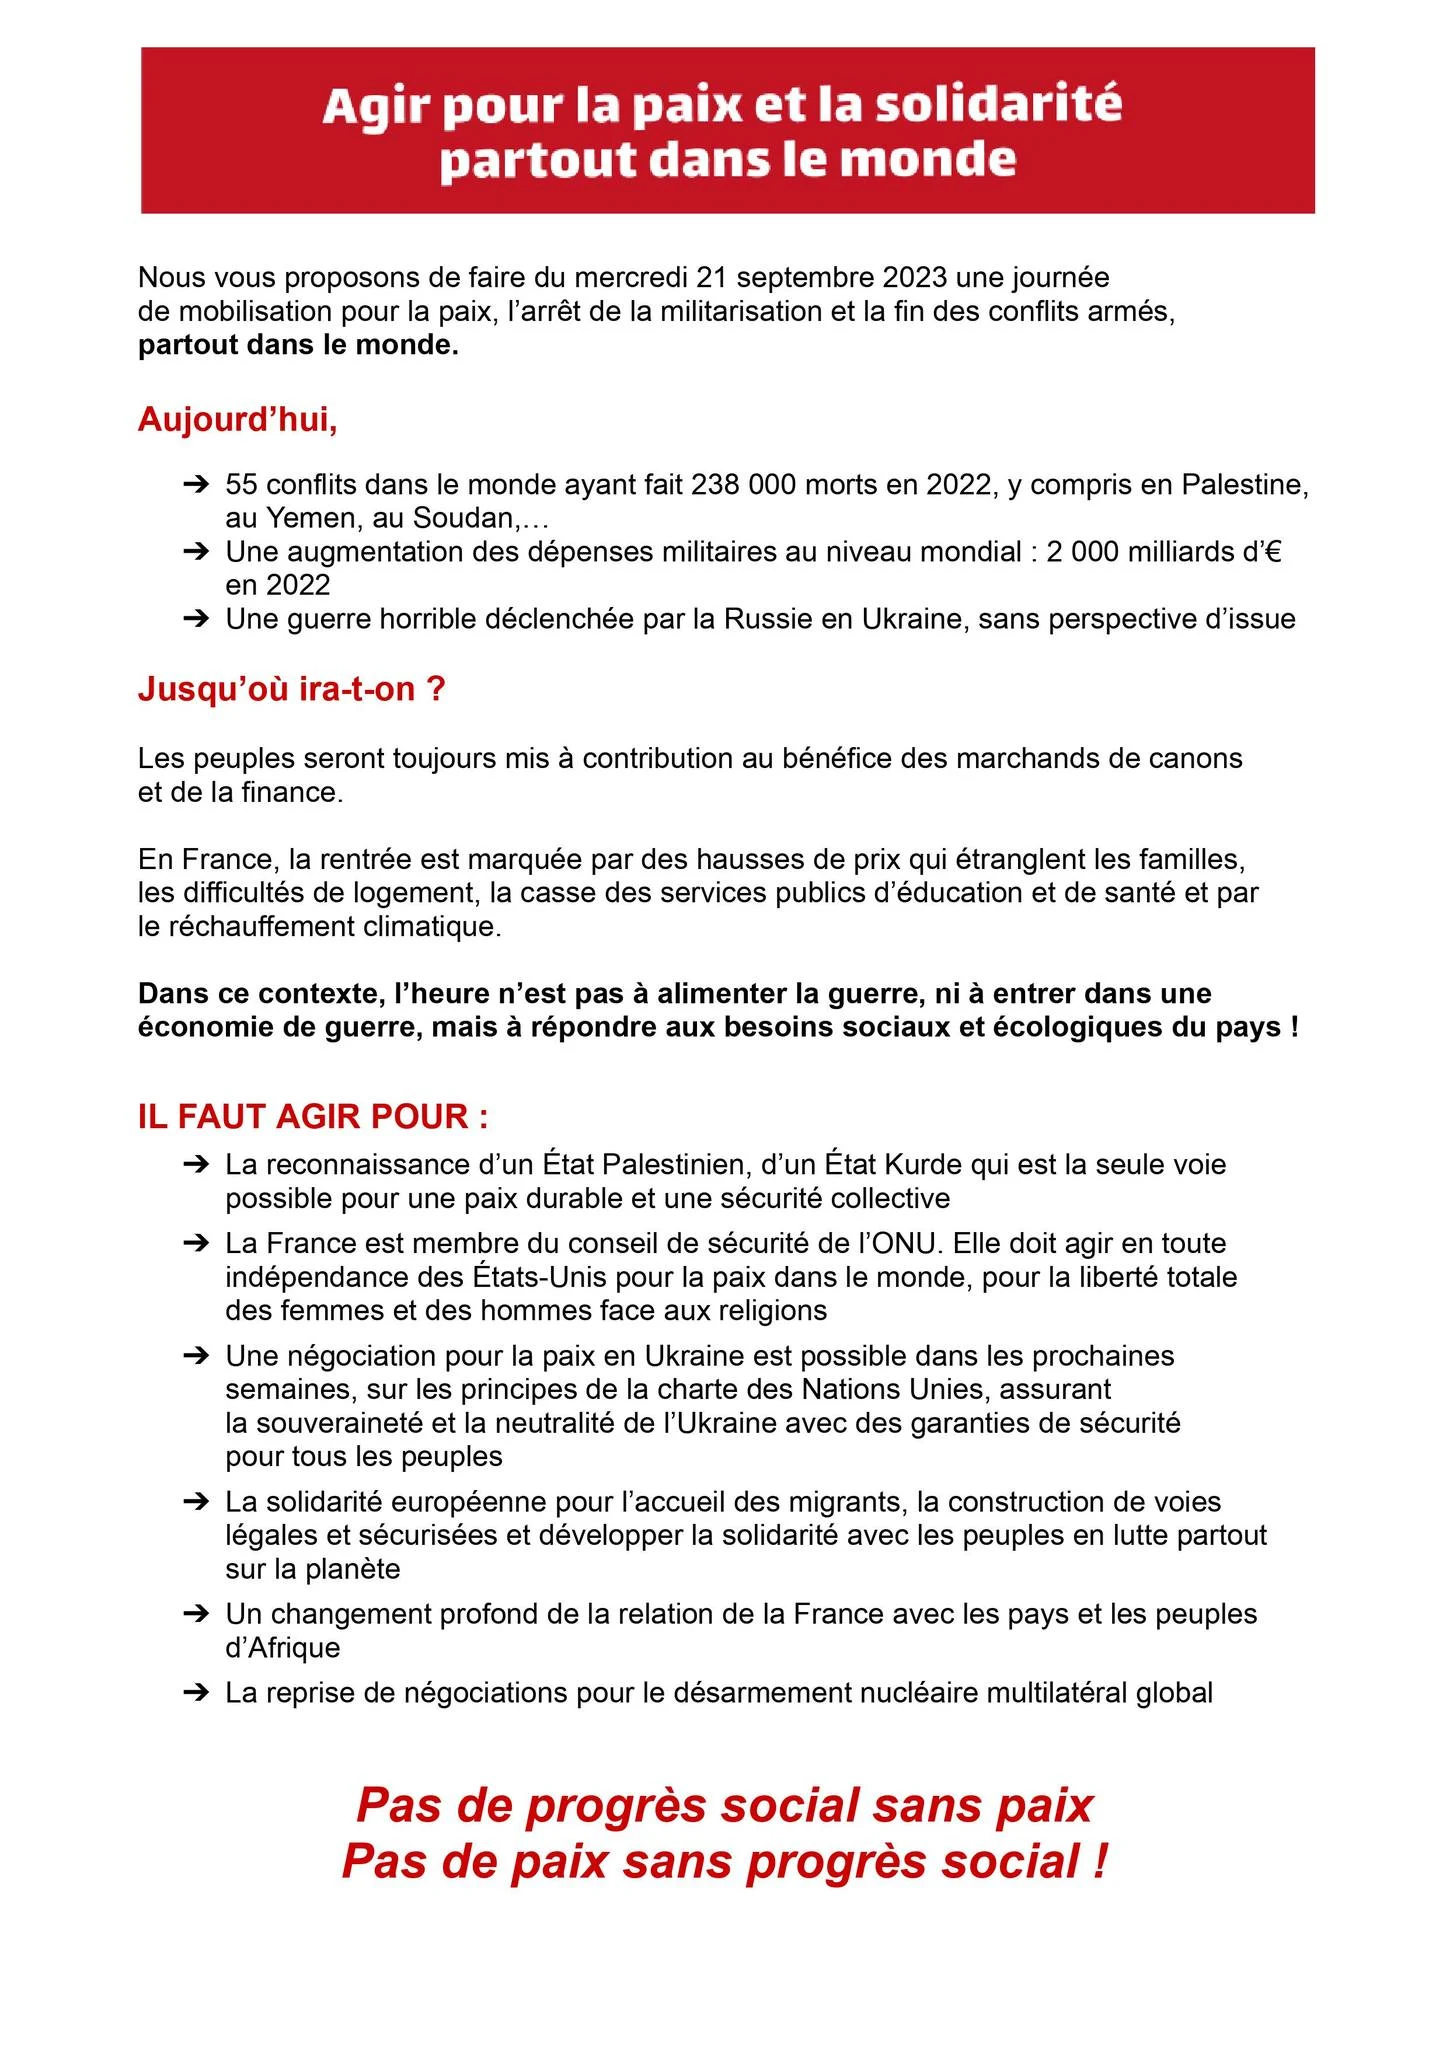 Agir pour la paix et la solidarité
partout dans le monde
Nous vous proposons de faire du mercredi 21 septembre 2023 une journée
de mobilisation pour la paix, l’arrêt de la militarisation et la fin des conflits armés,
partout dans le monde.
Aujourd’hui,
➔ 55 conflits dans le monde ayant fait 238 000 morts en 2022, y compris en Palestine,
au Yemen, au Soudan,…
➔ Une augmentation des dépenses militaires au niveau mondial : 2 000 milliards d’€
en 2022
➔ Une guerre horrible déclenchée par la Russie en Ukraine, sans perspective d’issue
Jusqu’où ira-t-on ?
Les peuples seront toujours mis à contribution au bénéfice des marchands de canons
et de la finance.
En France, la rentrée est marquée par des hausses de prix qui étranglent les familles,
les difficultés de logement, la casse des services publics d’éducation et de santé et par
le réchauffement climatique.
Dans ce contexte, l’heure n’est pas à alimenter la guerre, ni à entrer dans une
économie de guerre, mais à répondre aux besoins sociaux et écologiques du pays !
IL FAUT AGIR POUR :
➔ La reconnaissance d’un État Palestinien, d’un État Kurde qui est la seule voie
possible pour une paix durable et une sécurité collective
➔ La France est membre du conseil de sécurité de l’ONU. Elle doit agir en toute
indépendance des États-Unis pour la paix dans le monde, pour la liberté totale
des femmes et des hommes face aux religions
➔ Une négociation pour la paix en Ukraine est possible dans les prochaines
semaines, sur les principes de la charte des Nations Unies, assurant
la souveraineté et la neutralité de l’Ukraine avec des garanties de sécurité
pour tous les peuples
➔ La solidarité européenne pour l’accueil des migrants, la construction de voies
légales et sécurisées et développer la solidarité avec les peuples en lutte partout
sur la planète
➔ Un changement profond de la relation de la France avec les pays et les peuples
d’Afrique
➔ La reprise de négociations pour le désarmement nucléaire multilatéral global
Pas de progrès social sans paix
Pas de paix sans progrès social !